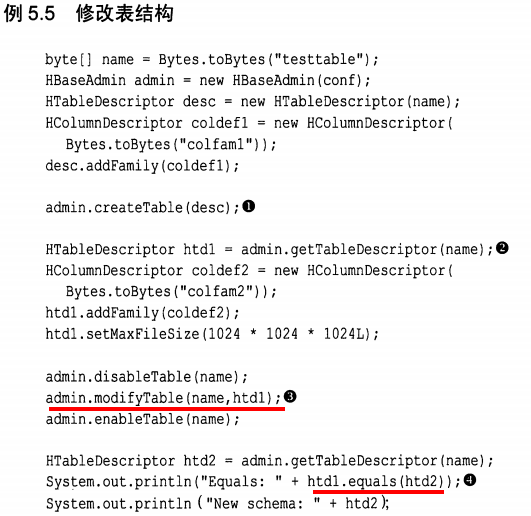 例 5.5 修改表结构
byte[] name = Bytes.toBytes("testtable");
HBaseAdmin admin = new HBaseAdmin(conf);
HTableDescriptor desc = new HTableDescriptor(name);
HColumnDescriptor coldef1 = new HColumnDescriptor(
Bytes.toBytes("colfam1"));
desc.addFamily(coldef1);
admin.createTable(desc);❶
HTableDescriptor htd1 = admin.getTableDescriptor(name);❷
HColumnDescriptor coldef2 = new HColumnDescriptor(
Bytes.toBytes("colfam2"));
htd1.addFamily(coldef2);
htd1.setMaxFileSize(1024 * 1024 * 1024L);
admin.disableTable(name);
admin.modifyTable(name,htd1);❸
admin.enableTable(name);
HTableDescriptor htd2 = admin.getTableDescriptor(name);
System.out.println("Equals: " + htd1.equals(htd2));❹
System.out.println ("New schema: " + htd2);